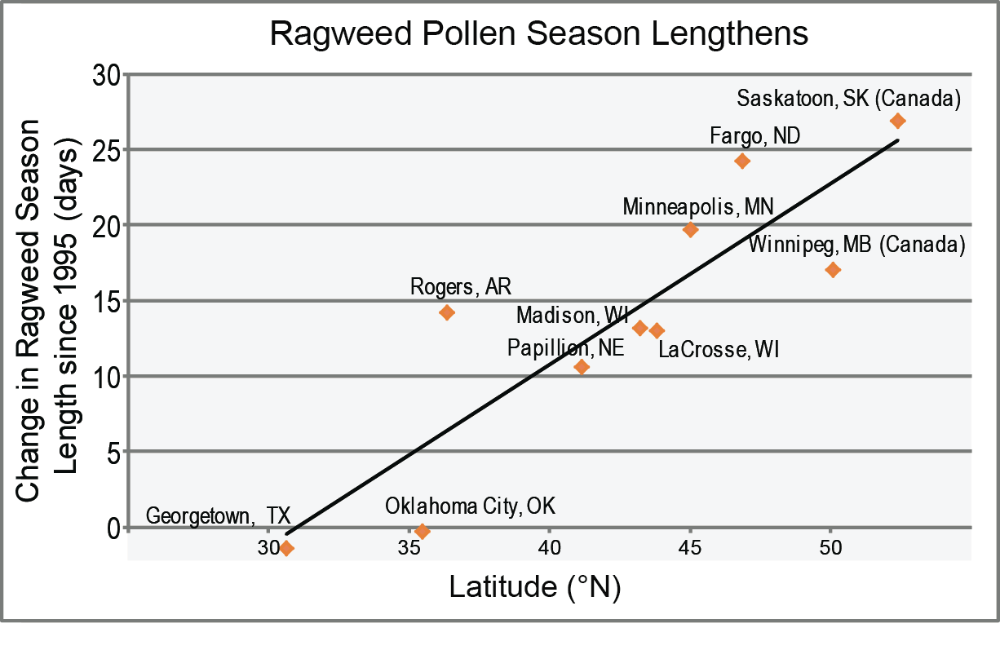 Ragweed Pollen Season Lengthens
Change in Ragweed Season
Length since 1995 (days)
30
25
20
15
10
5
0
Saskatoon, SK (Canada)
Fargo, ND
Minneapolis, MN
Winnipeg, MB (Canada)
Rogers, AR
Madison, WI
Papillion, NE
LaCrosse, WI
Oklahoma City, OK
Georgetown, TX
30
35
40
45
50
Latitude (°N)